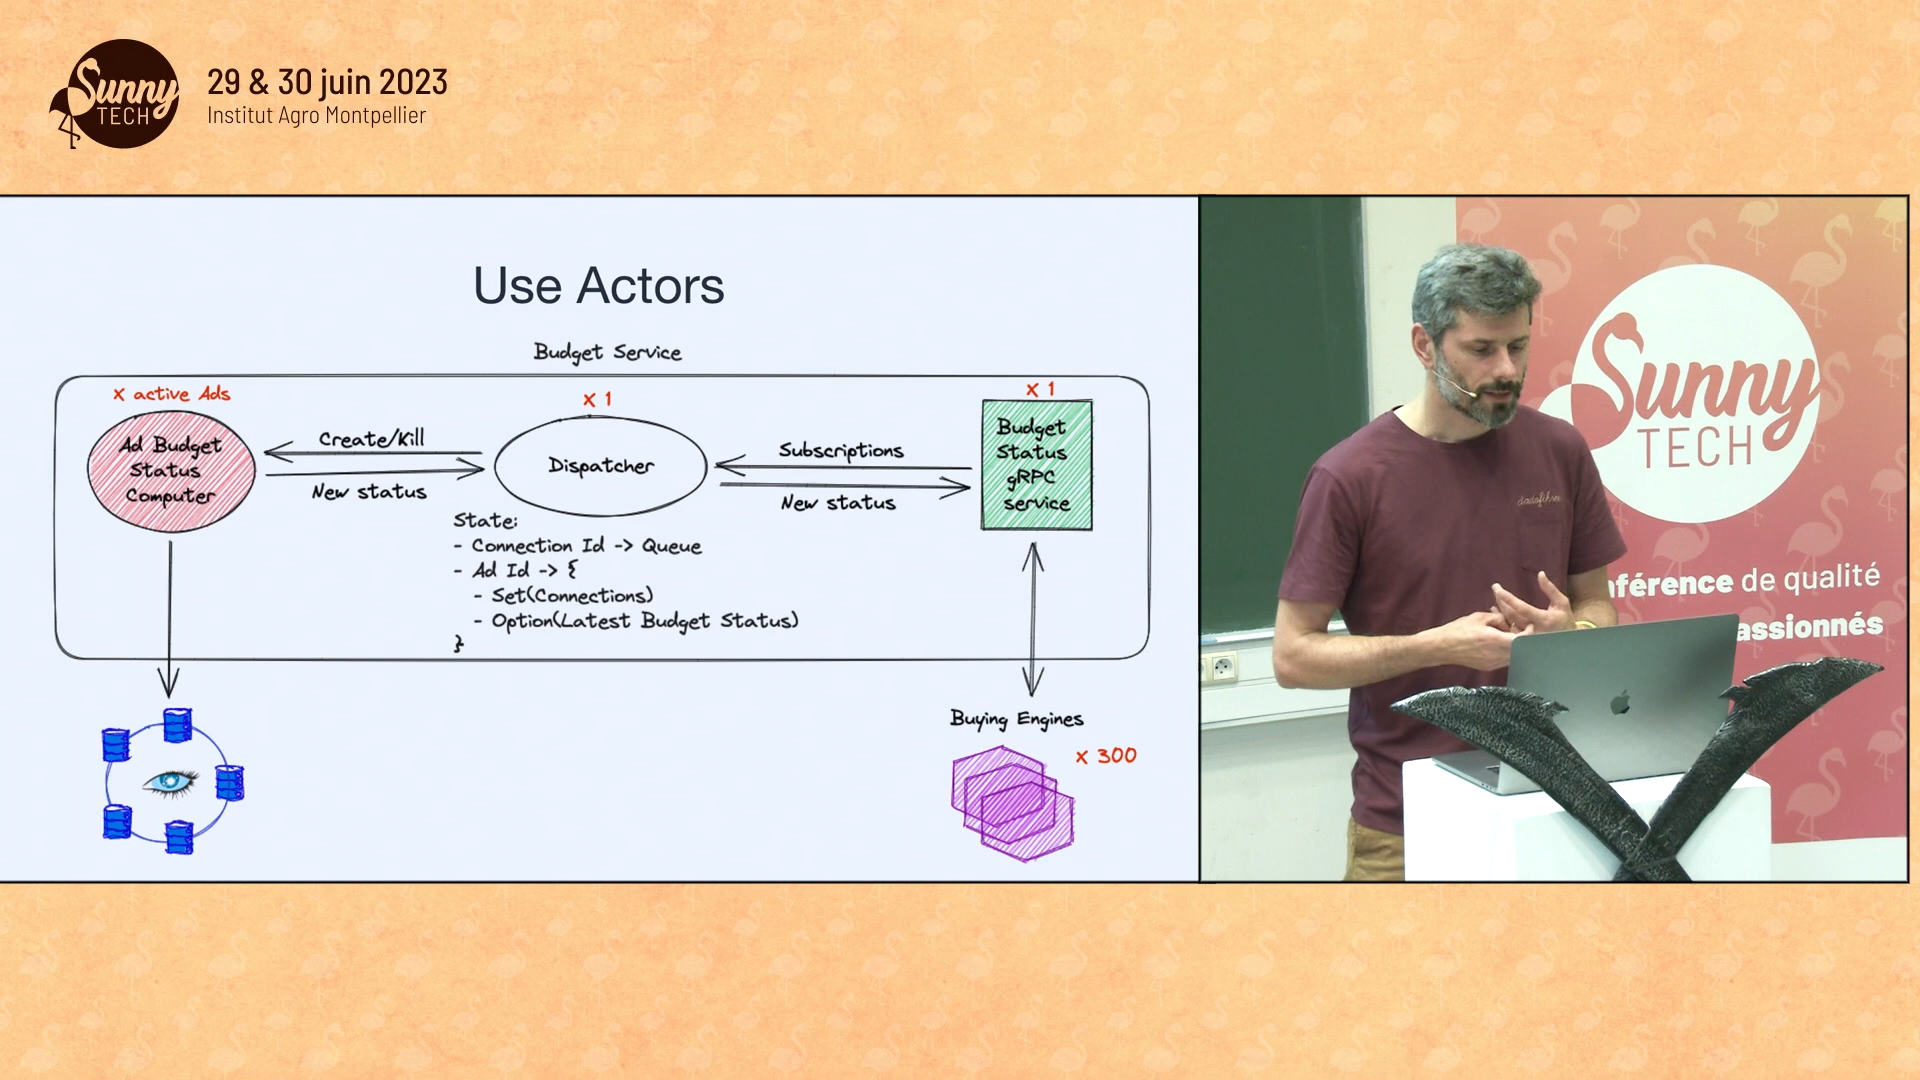 Sunny
TECH
29 & 30 juin 2023
Institut Agro Montpellier
Use Actors
Budget Service
x active Ads
x 1
x 1
Ad Budget
Status
Computer
Create/Kill
New status
Dispatcher
Subscriptions
New status
Budget
Status
gRPC
service
State:
- Connection Id -> Queue
- Ad Id -> {
- Set(Connections)
- Option(Latest Budget Status)
}
Buying Engines
x 300
Sunny
TECH
nférence de qualité
assionnés